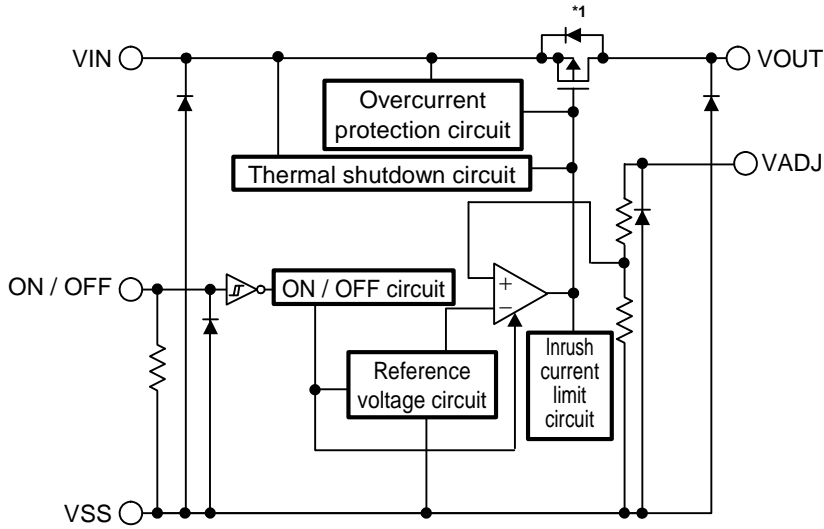 *1
VIN
VOUT
Overcurrent
protection circuit
Thermal shutdown circuit
VADJ
ON / OFF
ON / OFF circuit
+
−
Reference
voltage circuit
Inrush
current
limit
circuit
VSS